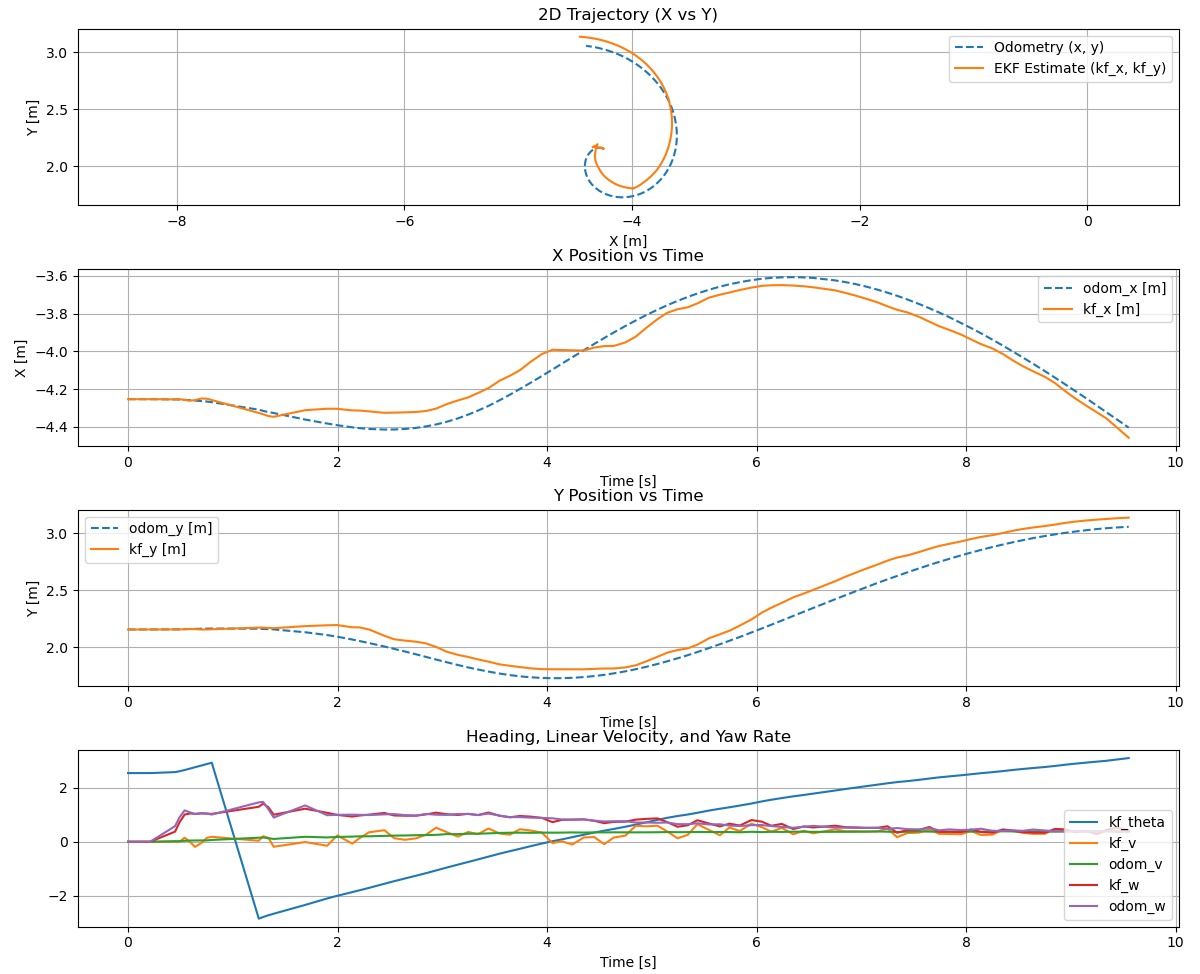 2D Trajectory (X vs Y)
Y [m]
3.0
2.5
2.0
Odometry (x, y)
EKF Estimate (kf_x, kf_y)
−8 −6 −4 −2 0
X [m]
X Position vs Time
X [m]
−3.6
−3.8
−4.0
−4.2
−4.4
odom_x [m]
kf_x [m]
0 2 4 6 8 10
Time [s]
Y Position vs Time
Y [m]
3.0
2.5
2.0
odom_y [m]
kf_y [m]
0 2 4 6 8 10
Time [s]
Heading, Linear Velocity, and Yaw Rate
2
0
−2
kf_theta
kf_v
odom_v
kf_w
odom_w
0 2 4 6 8 10
Time [s]